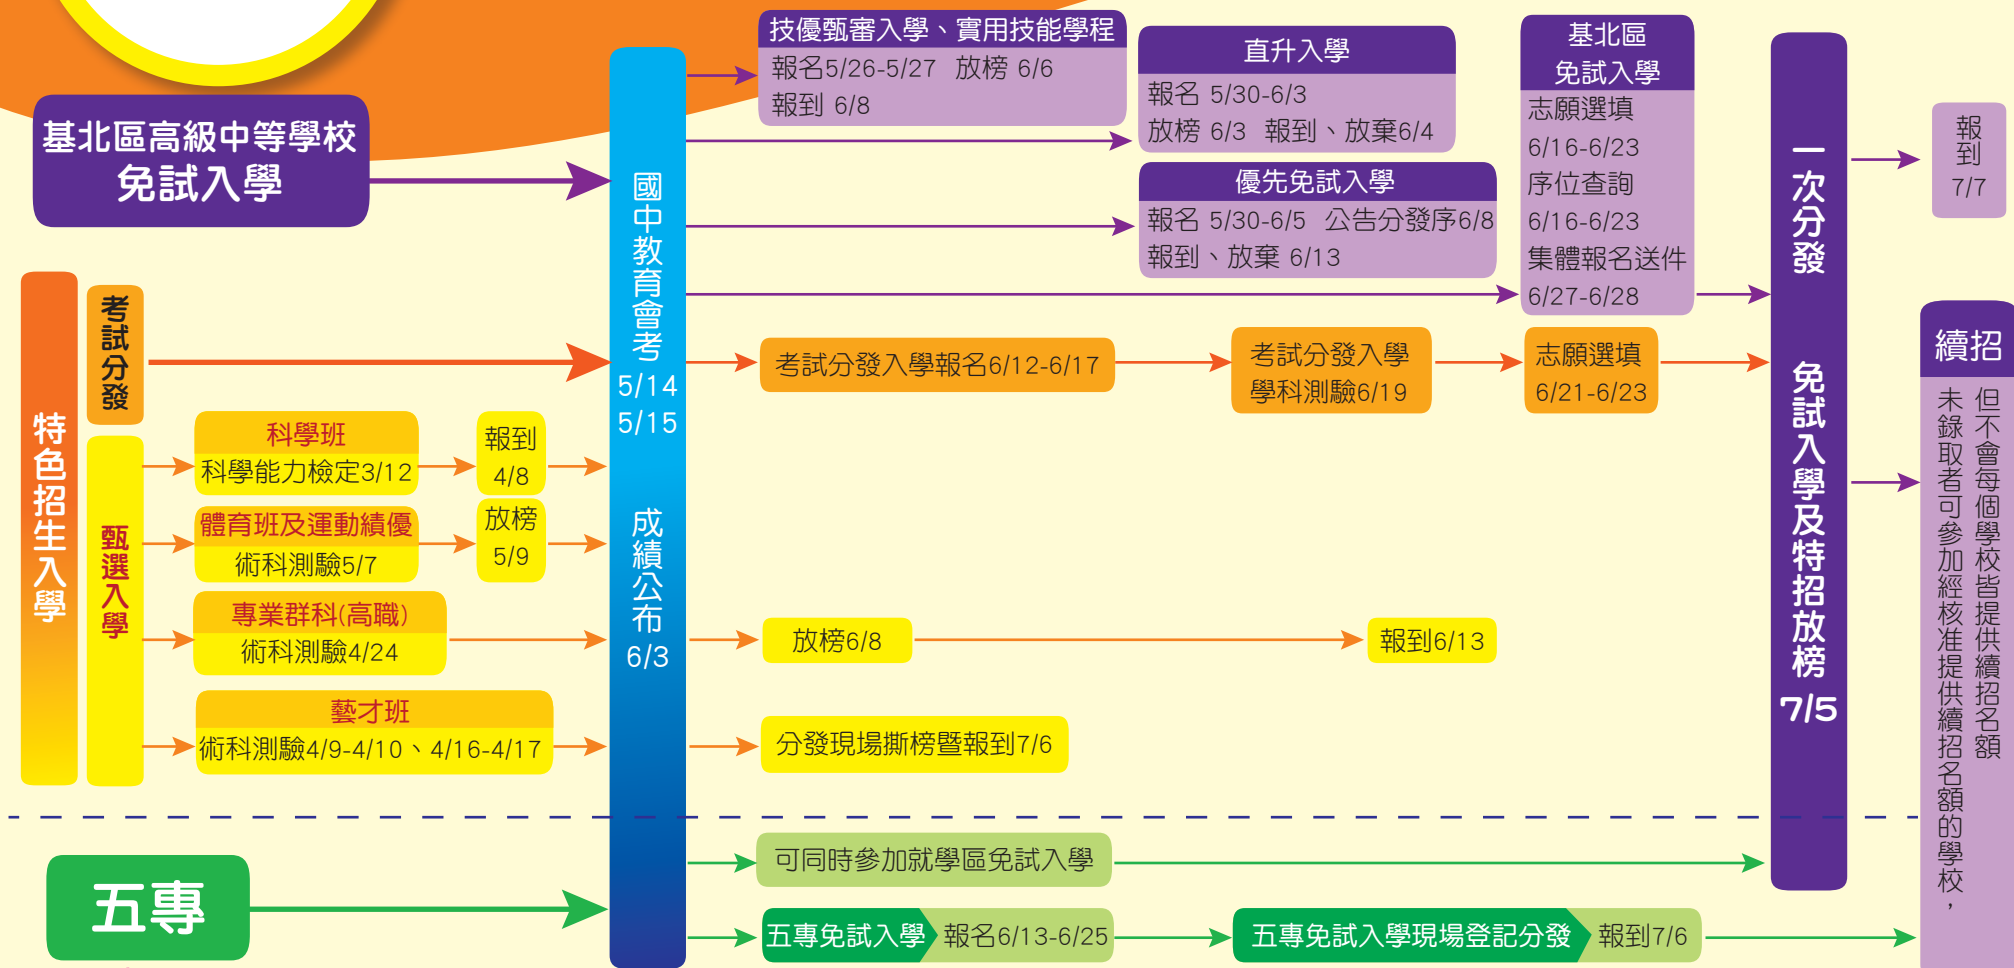 基北區高級中等學校
免試入學
特色招生入學
考試分發
甄選入學
科學班
科學能力檢定3/12
報到
4/8
體育班及運動績優
術科測驗5/7
放榜
5/9
專業群科(高職)
術科測驗4/24
藝才班
術科測驗4/9-4/10、4/16-4/17
國中教育會考
5/14
5/15
成績公布
6/3
技優甄審入學、實用技能學程
報名5/26-5/27 放榜 6/6
報到 6/8
直升入學
報名 5/30-6/3
放榜 6/3 報到、放棄6/4
優先免試入學
報名 5/30-6/5 公告分發序6/8
報到、放棄 6/13
基北區
免試入學
志願選填
6/16-6/23
序位查詢
6/16-6/23
集體報名送件
6/27-6/28
考試分發入學報名6/12-6/17
考試分發入學
學科測驗6/19
志願選填
6/21-6/23
放榜6/8
報到6/13
分發現場撕榜暨報到7/6
一次分發 免試入學及特招放榜
7/5
報到
7/7
續招
未錄取者可參加經核准提供續招名額的學校，
但不會每個學校皆提供續招名額
五專
可同時參加就學區免試入學
五專免試入學 報名6/13-6/25
五專免試入學現場登記分發 報到7/6